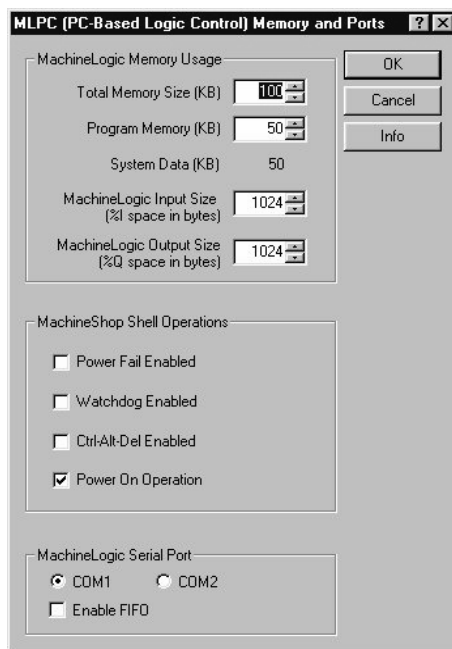 MLPC (PC-Based Logic Control) Memory and Ports ? X
MachineLogic Memory Usage
Total Memory Size (KB) 100
Program Memory (KB) 50
System Data (KB) 50
MachineLogic Input Size
(%I space in bytes) 1024
MachineLogic Output Size
(%Q space in bytes) 1024
OK
Cancel
Info
MachineShop Shell Operations
Power Fail Enabled
Watchdog Enabled
Ctrl-Alt-Del Enabled
Power On Operation
MachineLogic Serial Port
COM1 COM2
Enable FIFO